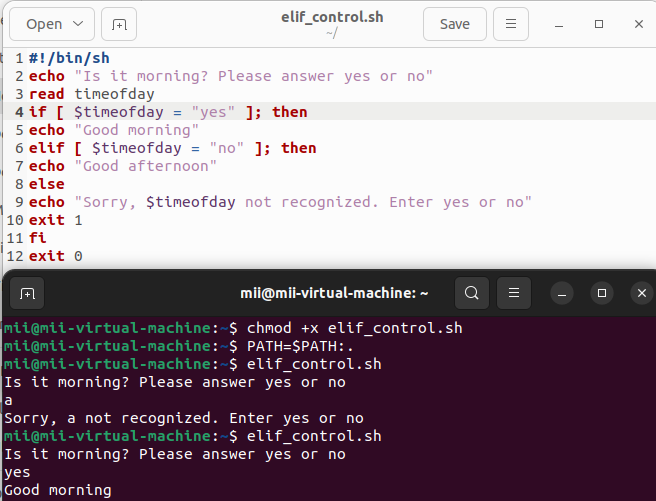 Open
elif_control.sh
~/
Save
1 #!/bin/sh
2 echo "Is it morning? Please answer yes or no"
3 read timeofday
4 if [ $timeofday = "yes" ]; then
5 echo "Good morning"
6 elif [ $timeofday = "no" ]; then
7 echo "Good afternoon"
8 else
9 echo "Sorry, $timeofday not recognized. Enter yes or no"
10 exit 1
11 fi
12 exit 0
mii@mii-virtual-machine: ~
mii@mii-virtual-machine:~$ chmod +x elif_control.sh
mii@mii-virtual-machine:~$ PATH=$PATH:.
mii@mii-virtual-machine:~$ elif_control.sh
Is it morning? Please answer yes or no
a
Sorry, a not recognized. Enter yes or no
mii@mii-virtual-machine:~$ elif_control.sh
Is it morning? Please answer yes or no
yes
Good morning